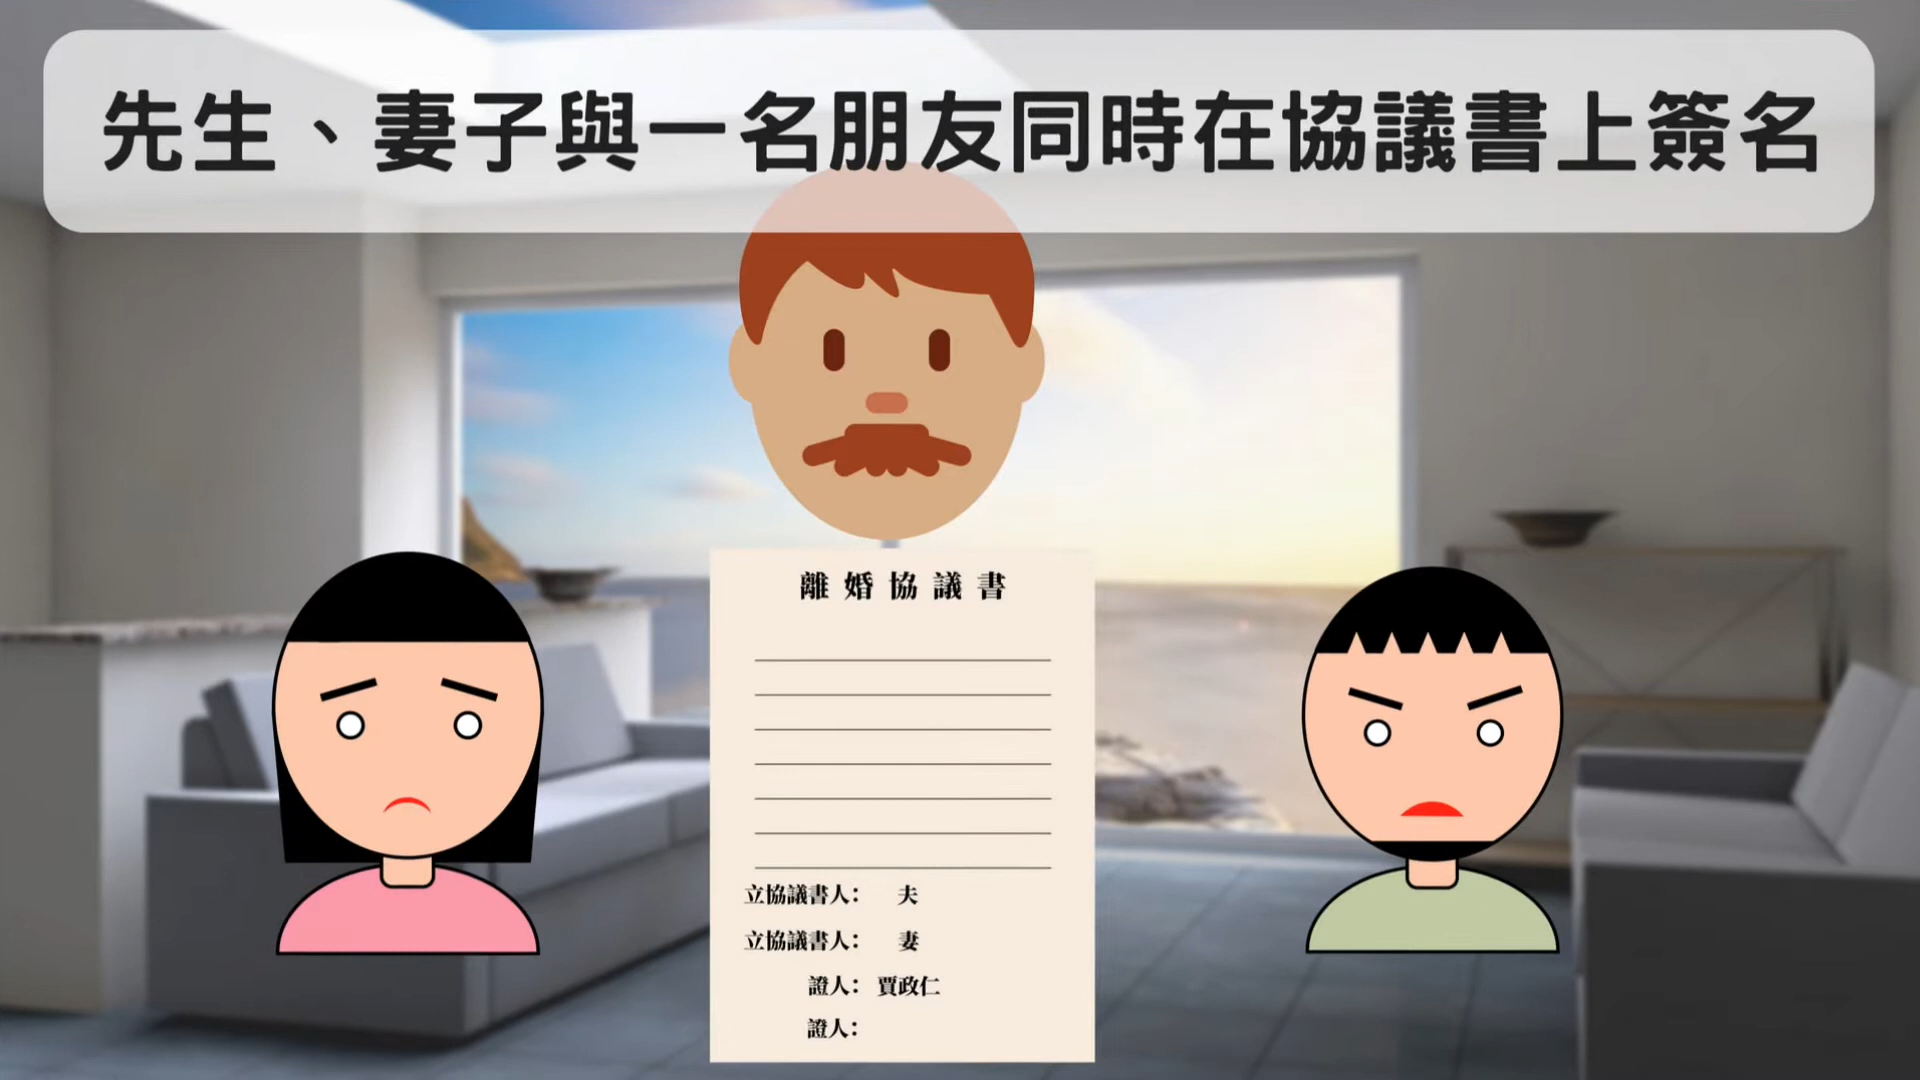 先生、妻子與一名朋友同時在協議書上簽名
離婚協議書
立協議書人： 夫
立協議書人： 妻
證人： 賈政仁
證人：